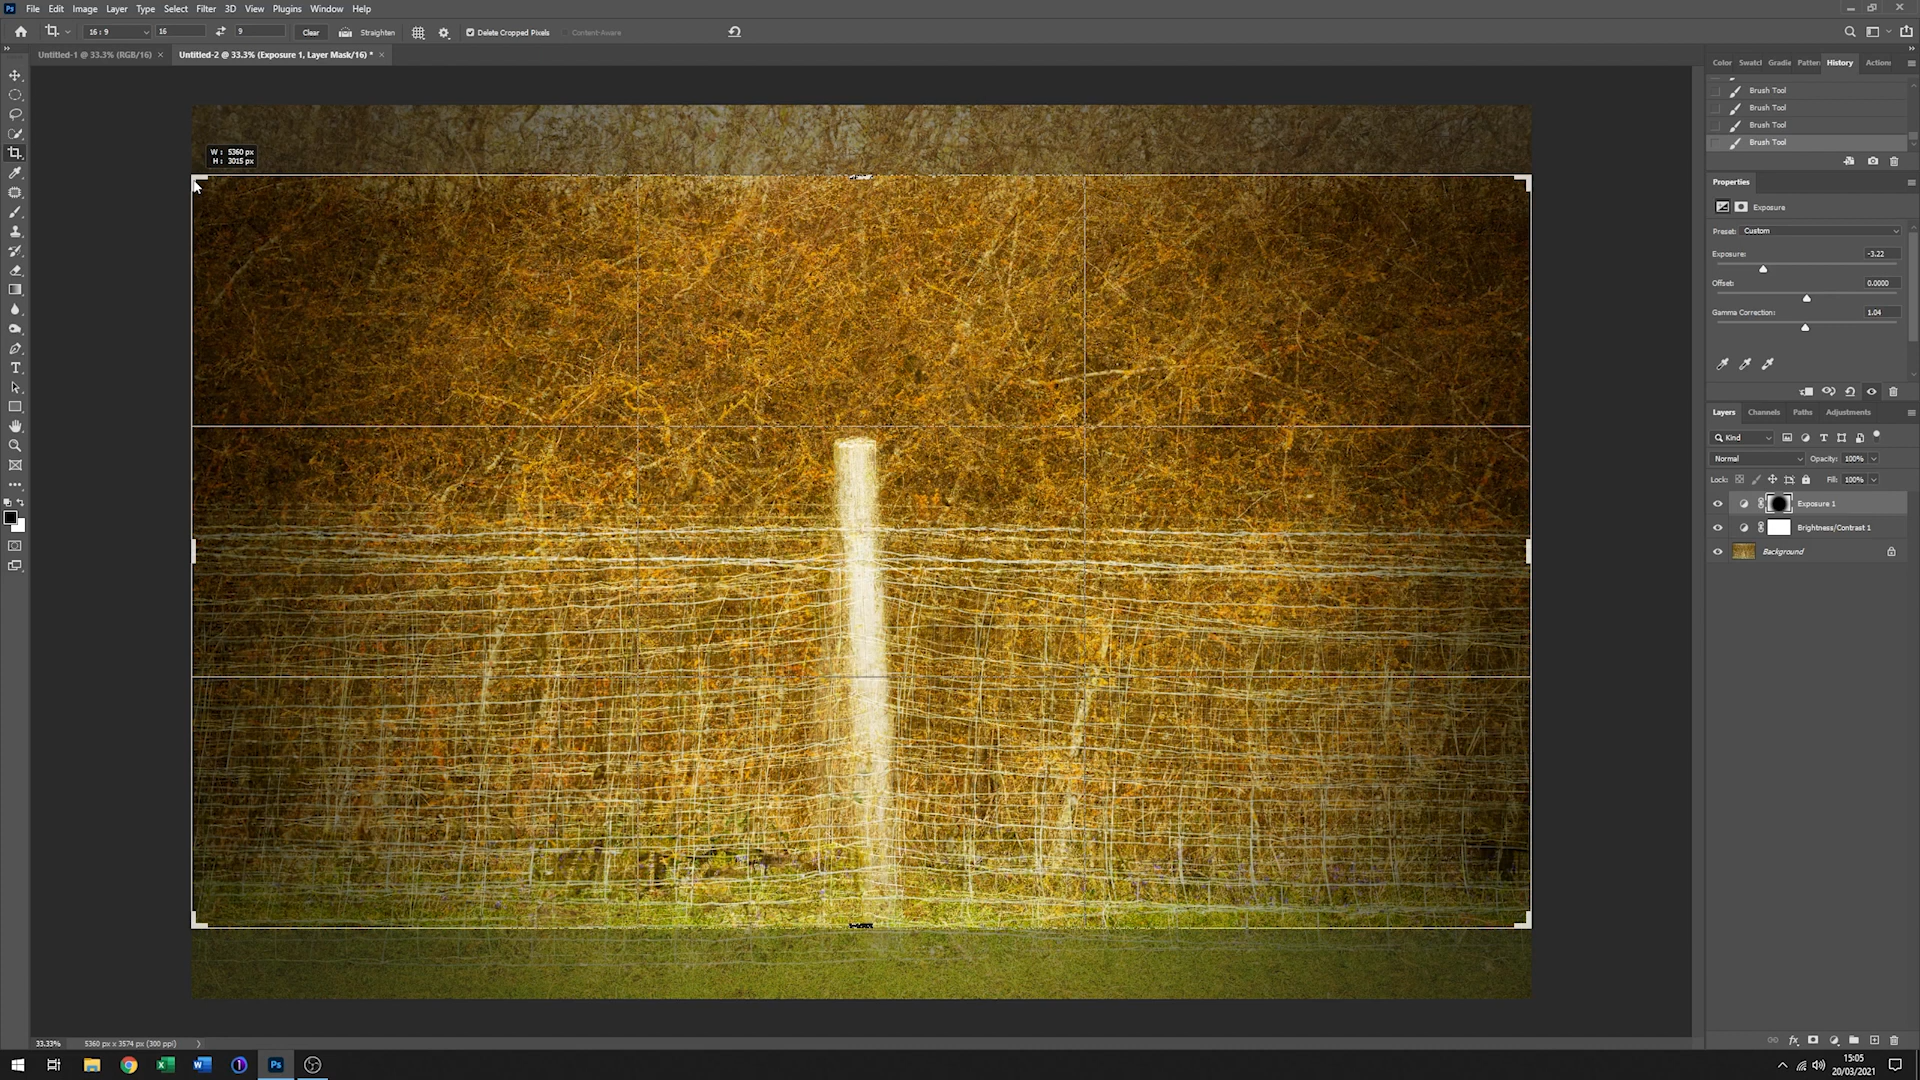 Ps File Edit Image Layer Type Select Filter 3D View Plugins Window Help
16 : 9 16 9 Clear Straighten Delete Cropped Pixels Content-Aware
Untitled-1 @ 33.3% (RGB/16) × Untitled-2 @ 33.3% (Exposure 1, Layer Mask/16) * ×
Color Swatcl Gradie Pattern History Action:
Brush Tool
Brush Tool
Brush Tool
Brush Tool
W : 5360 px
H : 3015 px
Properties
Exposure
Preset: Custom
Exposure: -3.22
Offset: 0.0000
Gamma Correction: 1.04
Layers Channels Paths Adjustments
Kind
Normal Opacity: 100%
Lock: Fill: 100%
Exposure 1
Brightness/Contrast 1
Background
33.33% 5360 px x 3574 px (300 ppi)
15:05
20/03/2021